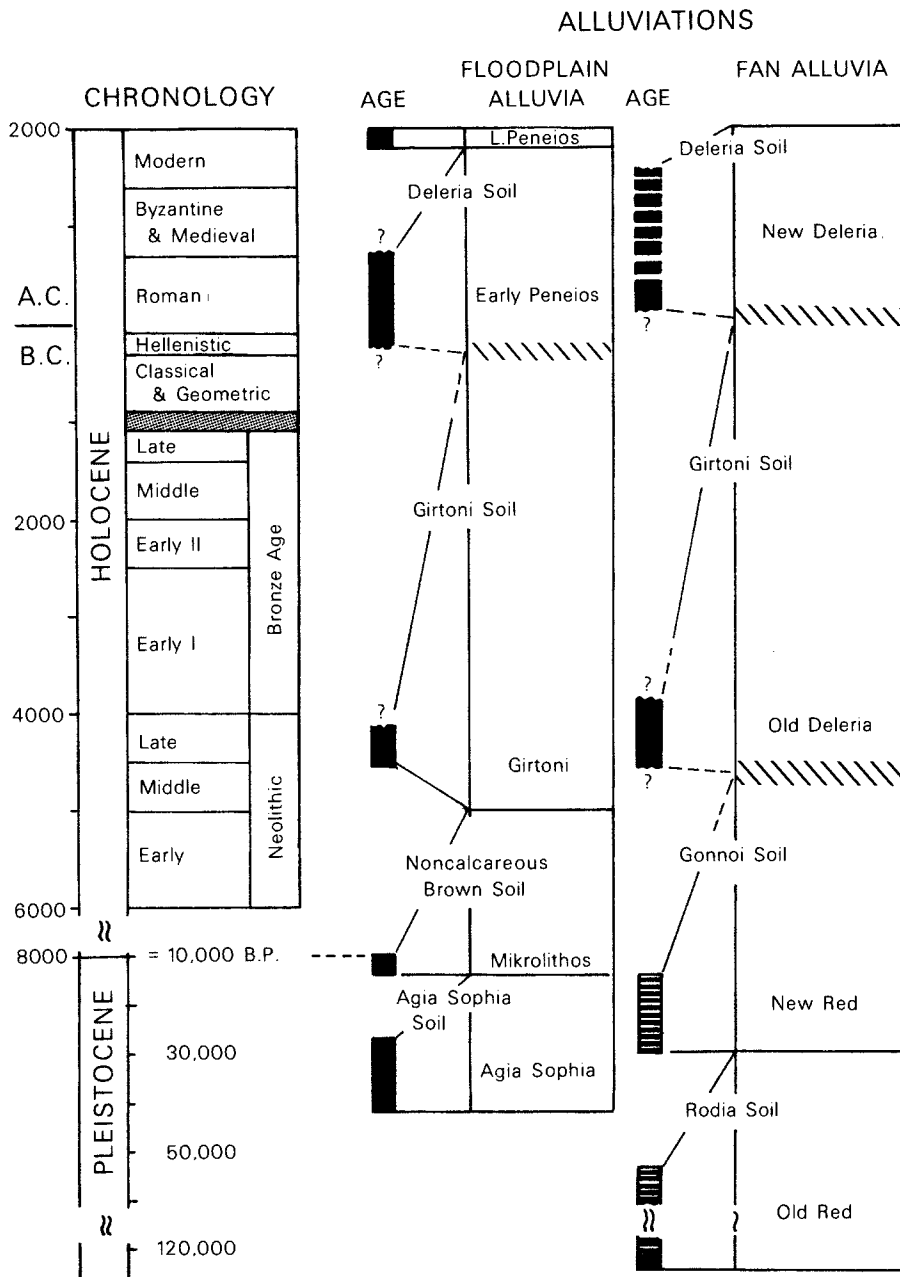 ALLUVIATIONS
CHRONOLOGY
AGE
FLOODPLAIN
ALLUVIA
AGE
FAN ALLUVIA
2000
A.C.
B.C.
2000
4000
6000
8000
HOLOCENE
PLEISTOCENE
Modern
Byzantine
& Medieval
Roman
Hellenistic
Classical
& Geometric
Late
Middle
Early II
Early I
Bronze Age
Late
Middle
Early
Neolithic
= 10,000 B.P.
30,000
50,000
120,000
L.Peneios
Deleria Soil
?
Early Peneios
?
Girtoni Soil
?
Girtoni
Noncalcareous
Brown Soil
Mikrolithos
Agia Sophia
Soil
Agia Sophia
Deleria Soil
New Deleria
?
Girtoni Soil
?
Old Deleria
?
Gonnoi Soil
New Red
Rodia Soil
Old Red